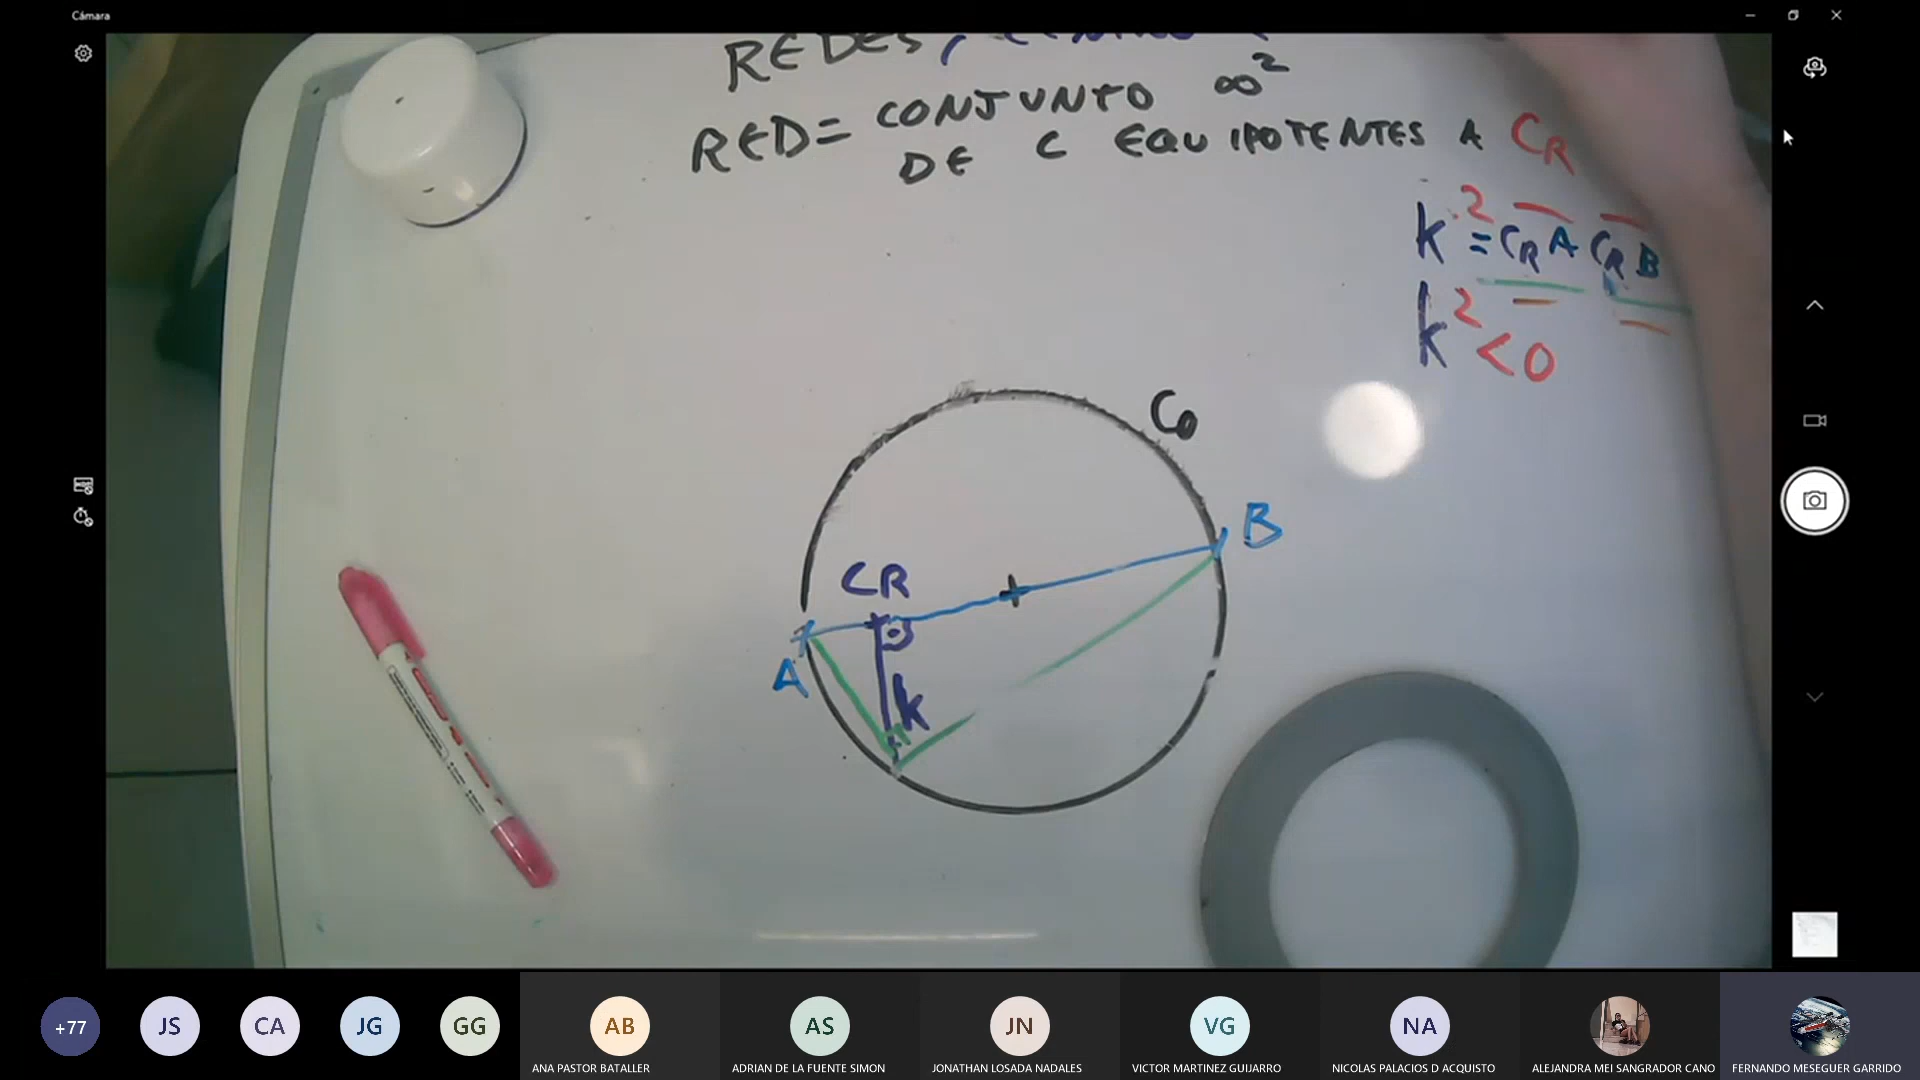 Cámara
REDES,
RED= CONJUNTO ∞²
DE C EQUIPOTENTES A CR
k²=CRA CRB
k²<0
Co
B
CR
A
k
+77
JS
CA
JG
GG
AB
AS
JN
VG
NA
ANA PASTOR BATALLER
ADRIAN DE LA FUENTE SIMON
JONATHAN LOSADA NADALES
VICTOR MARTINEZ GUIJARRO
NICOLAS PALACIOS D ACQUISTO
ALEJANDRA MEI SANGRADOR CANO
FERNANDO MESEGUER GARRIDO